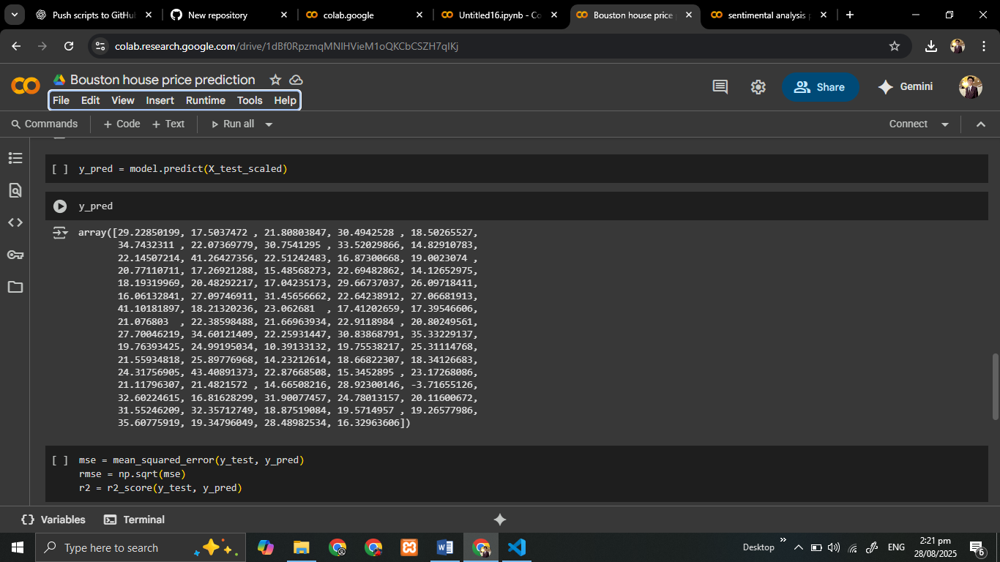 Push scripts to GitHub
New repository
colab.google
Untitled16.ipynb - Co
Bouston house price
sentimental analysis
colab.research.google.com/drive/1dBf0RpzmqMNlHVieM1oQKCbCSZH7qIKj
Bouston house price prediction
File Edit View Insert Runtime Tools Help
Share
Gemini
Commands + Code + Text Run all
Connect
[ ] y_pred = model.predict(X_test_scaled)
y_pred
array([29.22850199, 17.5037472 , 21.80803847, 30.4942528 , 18.50265527,
34.7432311 , 22.07369779, 30.7541295 , 33.52029866, 14.82910783,
22.14507214, 41.26427356, 22.51242483, 16.87300668, 19.0023074 ,
20.77110711, 17.26921288, 15.48568273, 22.69482862, 14.12652975,
18.19319969, 20.48292217, 17.04235173, 29.66737037, 26.09718411,
16.06132841, 27.09746911, 31.45656662, 22.64238912, 27.06681913,
41.10181897, 18.21320236, 23.062681  , 17.41202659, 17.39546606,
21.076803  , 22.38598488, 21.66963934, 22.9118984 , 20.80249561,
27.70046219, 34.60121409, 22.25931447, 30.83868791, 35.33229137,
19.76393425, 24.99195034, 10.39133132, 19.75538217, 25.31114768,
21.55934818, 25.89776968, 14.23212614, 18.66822307, 18.34126683,
24.31756905, 43.40891373, 22.87668508, 15.3452895 , 23.17268086,
21.11796307, 21.4821572 , 14.66508216, 28.92300146, -3.71655126,
32.60224615, 16.81628299, 31.90077457, 24.78013157, 20.11600672,
31.55246209, 32.35712749, 18.87519084, 19.5714957 , 19.26577986,
35.60775919, 19.34796049, 28.48982534, 16.32963606])
[ ] mse = mean_squared_error(y_test, y_pred)
rmse = np.sqrt(mse)
r2 = r2_score(y_test, y_pred)
Variables Terminal
Type here to search
Desktop
ENG
2:21 pm
28/08/2025
6